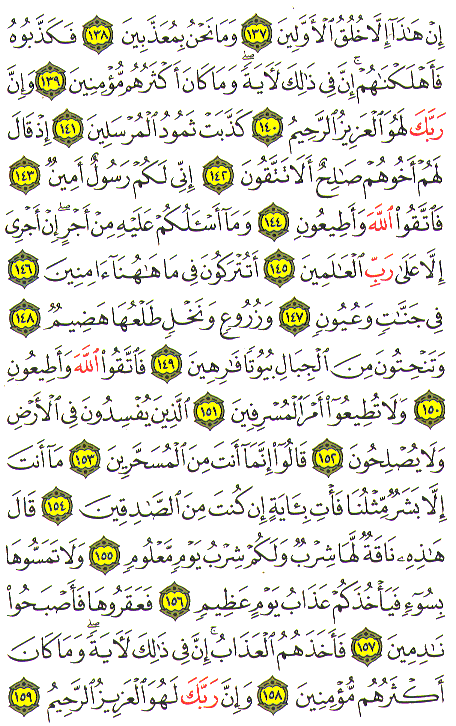 إِنۡ هَٰذَآ إِلَّا خُلُقُ ٱلۡأَوَّلِينَ ١٣٧ وَمَا نَحۡنُ بِمُعَذَّبِينَ ١٣٨ فَكَذَّبُوهُ
فَأَهۡلَكۡنَٰهُمۡۚ إِنَّ فِي ذَٰلِكَ لَأٓيَةٗۖ وَمَا كَانَ أَكۡثَرُهُم مُّؤۡمِنِينَ ١٣٩ وَإِنَّ
رَبَّكَ لَهُوَ ٱلۡعَزِيزُ ٱلرَّحِيمُ ١٤٠ كَذَّبَتۡ ثَمُودُ ٱلۡمُرۡسَلِينَ ١٤١ إِذۡ قَالَ
لَهُمۡ أَخُوهُمۡ صَٰلِحٌ أَلَا تَتَّقُونَ ١٤٢ إِنِّي لَكُمۡ رَسُولٌ أَمِينٞ ١٤٣
فَٱتَّقُواْ ٱللَّهَ وَأَطِيعُونِ ١٤٤ وَمَآ أَسۡـَٔلُكُمۡ عَلَيۡهِ مِنۡ أَجۡرٍۖ إِنۡ أَجۡرِيَ
إِلَّا عَلَىٰ رَبِّ ٱلۡعَٰلَمِينَ ١٤٥ أَتُتۡرَكُونَ فِي مَا هَٰهُنَآ ءَامِنِينَ ١٤٦
فِي جَنَّٰتٖ وَعُيُونٖ ١٤٧ وَزُرُوعٖ وَنَخۡلٖ طَلۡعُهَا هَضِيمٞ ١٤٨
وَتَنۡحِتُونَ مِنَ ٱلۡجِبَالِ بُيُوتٗا فَٰرِهِينَ ١٤٩ فَٱتَّقُواْ ٱللَّهَ وَأَطِيعُونِ
١٥٠ وَلَا تُطِيعُوٓاْ أَمۡرَ ٱلۡمُسۡرِفِينَ ١٥١ ٱلَّذِينَ يُفۡسِدُونَ فِي ٱلۡأَرۡضِ
وَلَا يُصۡلِحُونَ ١٥٢ قَالُوٓاْ إِنَّمَآ أَنتَ مِنَ ٱلۡمُسَحَّرِينَ ١٥٣ مَآ أَنتَ
إِلَّا بَشَرٞ مِّثۡلُنَا فَأۡتِ بِـَٔايَةٍ إِن كُنتَ مِنَ ٱلصَّٰدِقِينَ ١٥٤ قَالَ
هَٰذِهِۦ نَاقَةٞ لَّهَا شِرۡبٞ وَلَكُمۡ شِرۡبُ يَوۡمٖ مَّعۡلُومٖ ١٥٥ وَلَا تَمَسُّوهَا
بِسُوٓءٖ فَيَأۡخُذَكُمۡ عَذَابُ يَوۡمٍ عَظِيمٖ ١٥٦ فَعَقَرُوهَا فَأَصۡبَحُواْ
نَٰدِمِينَ ١٥٧ فَأَخَذَهُمُ ٱلۡعَذَابُۚ إِنَّ فِي ذَٰلِكَ لَأٓيَةٗۖ وَمَا كَانَ
أَكۡثَرُهُم مُّؤۡمِنِينَ ١٥٨ وَإِنَّ رَبَّكَ لَهُوَ ٱلۡعَزِيزُ ٱلرَّحِيمُ ١٥٩